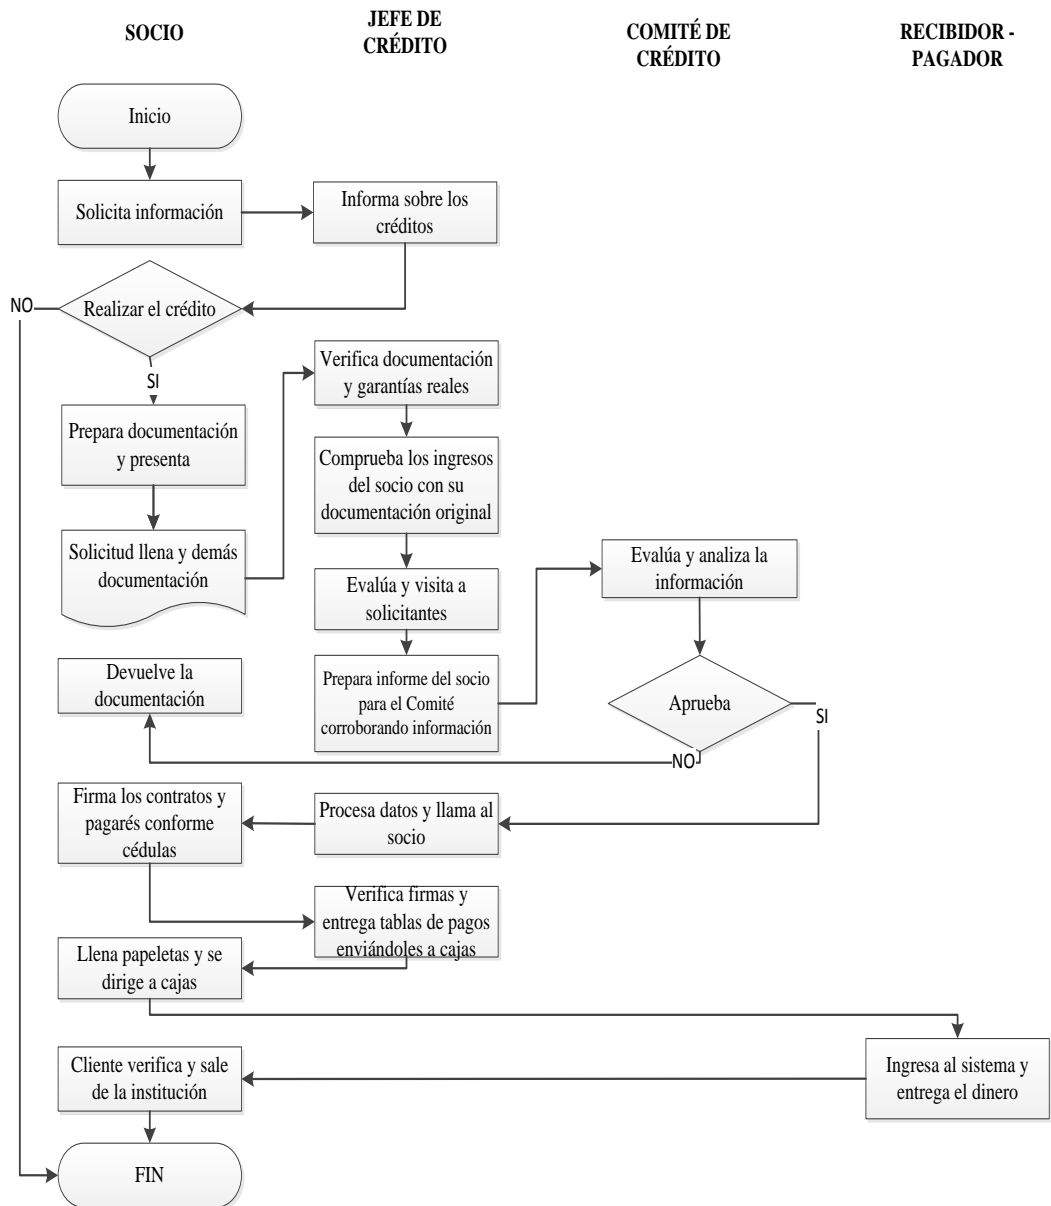 SOCIO
JEFE DE
CRÉDITO
COMITÉ DE
CRÉDITO
RECIBIDOR -
PAGADOR
Inicio
Solicita información
Informa sobre los
créditos
NO
Realizar el crédito
SI
Prepara documentación
y presenta
Solicitud llena y demás
documentación
Verifica documentación
y garantías reales
Comprueba los ingresos
del socio con su
documentación original
Evalúa y visita a
solicitantes
Prepara informe del socio
para el Comité
corroborando información
Evalúa y analiza la
información
Aprueba
SI
NO
Devuelve la
documentación
Procesa datos y llama al
socio
Firma los contratos y
pagarés conforme
cédulas
Verifica firmas y
entrega tablas de pagos
enviándoles a cajas
Llena papeletas y se
dirige a cajas
Ingresa al sistema y
entrega el dinero
Cliente verifica y sale
de la institución
FIN